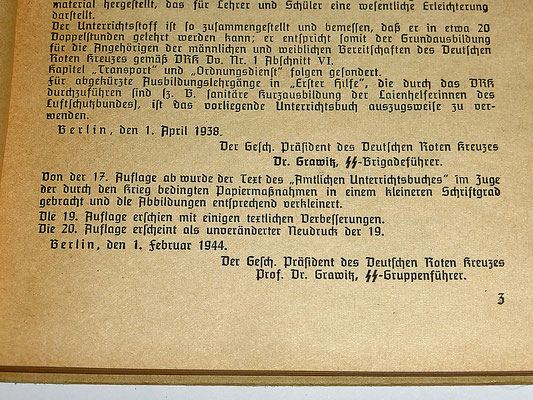 material hergestellt, das für Lehrer und Schüler eine wesentliche Erleichterung
darstellt.
Der Unterrichtsstoff ist so zusammengestellt und bemessen, daß er in etwa 20
Doppelstunden gelehrt werden kann; er entspricht somit der Grundausbildung
für die Angehörigen der männlichen und weiblichen Bereitschaften des Deutschen
Roten Kreuzes gemäß DRK Dv. Nr. 1 Abschnitt VI.
Kapitel „Transport“ und „Ordnungsdienst“ folgen gesondert.
Für abgekürzte Ausbildungslehrgänge in „Erster Hilfe“, die durch das DRK
durchzuführen sind (z. B. sanitäre Kurzausbildung der Laienhelferinnen des
Luftschutzbundes), ist das vorliegende Unterrichtsbuch auszugsweise zu ver-
wenden.
Berlin, den 1. April 1938.
Der Gesch. Präsident des Deutschen Roten Kreuzes
Dr. Grawitz, SS-Brigadeführer.
Von der 17. Auflage ab wurde der Text des „Amtlichen Unterrichtsbuches“ im Zuge
der durch den Krieg bedingten Papiermaßnahmen in einem kleineren Schriftgrad
gebracht und die Abbildungen entsprechend verkleinert.
Die 19. Auflage erschien mit einigen textlichen Verbesserungen.
Die 20. Auflage erscheint als unveränderter Neudruck der 19.
Berlin, den 1. Februar 1944.
Der Gesch. Präsident des Deutschen Roten Kreuzes
Prof. Dr. Grawitz, SS-Gruppenführer.
3